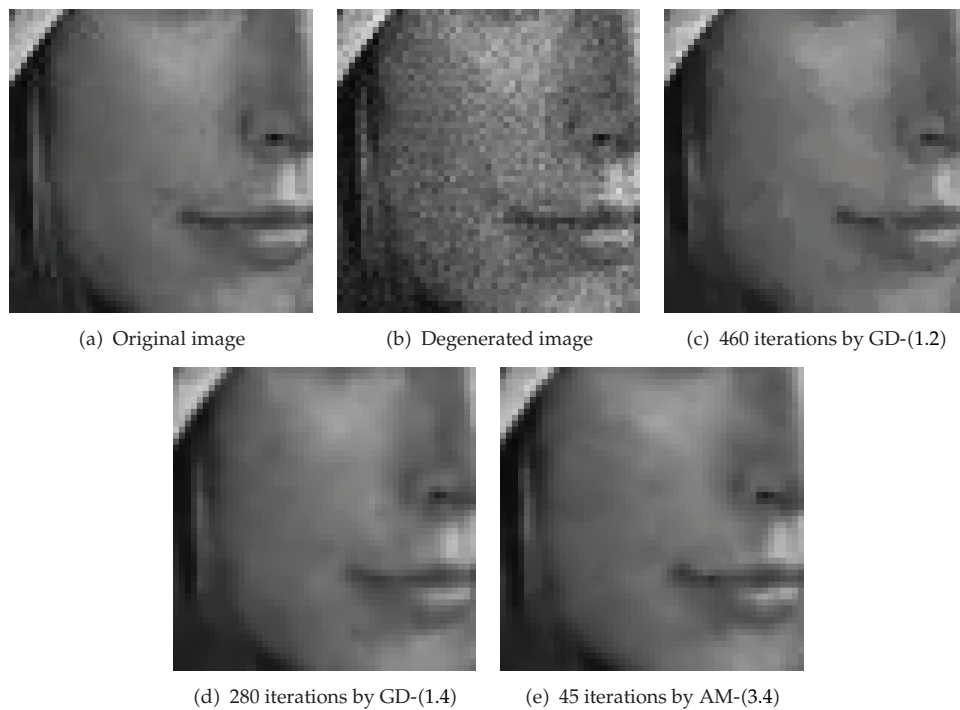 (a) Original image
(b) Degenerated image
(c) 460 iterations by GD-(1.2)
(d) 280 iterations by GD-(1.4)
(e) 45 iterations by AM-(3.4)